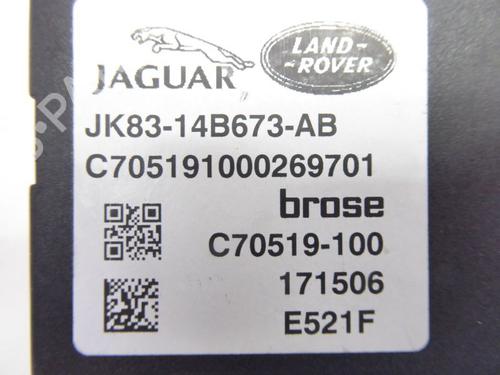 JAGUAR
LAND-
-ROVER
JK83-14B673-AB
C705191000269701
brose
C70519-100
171506
E521F